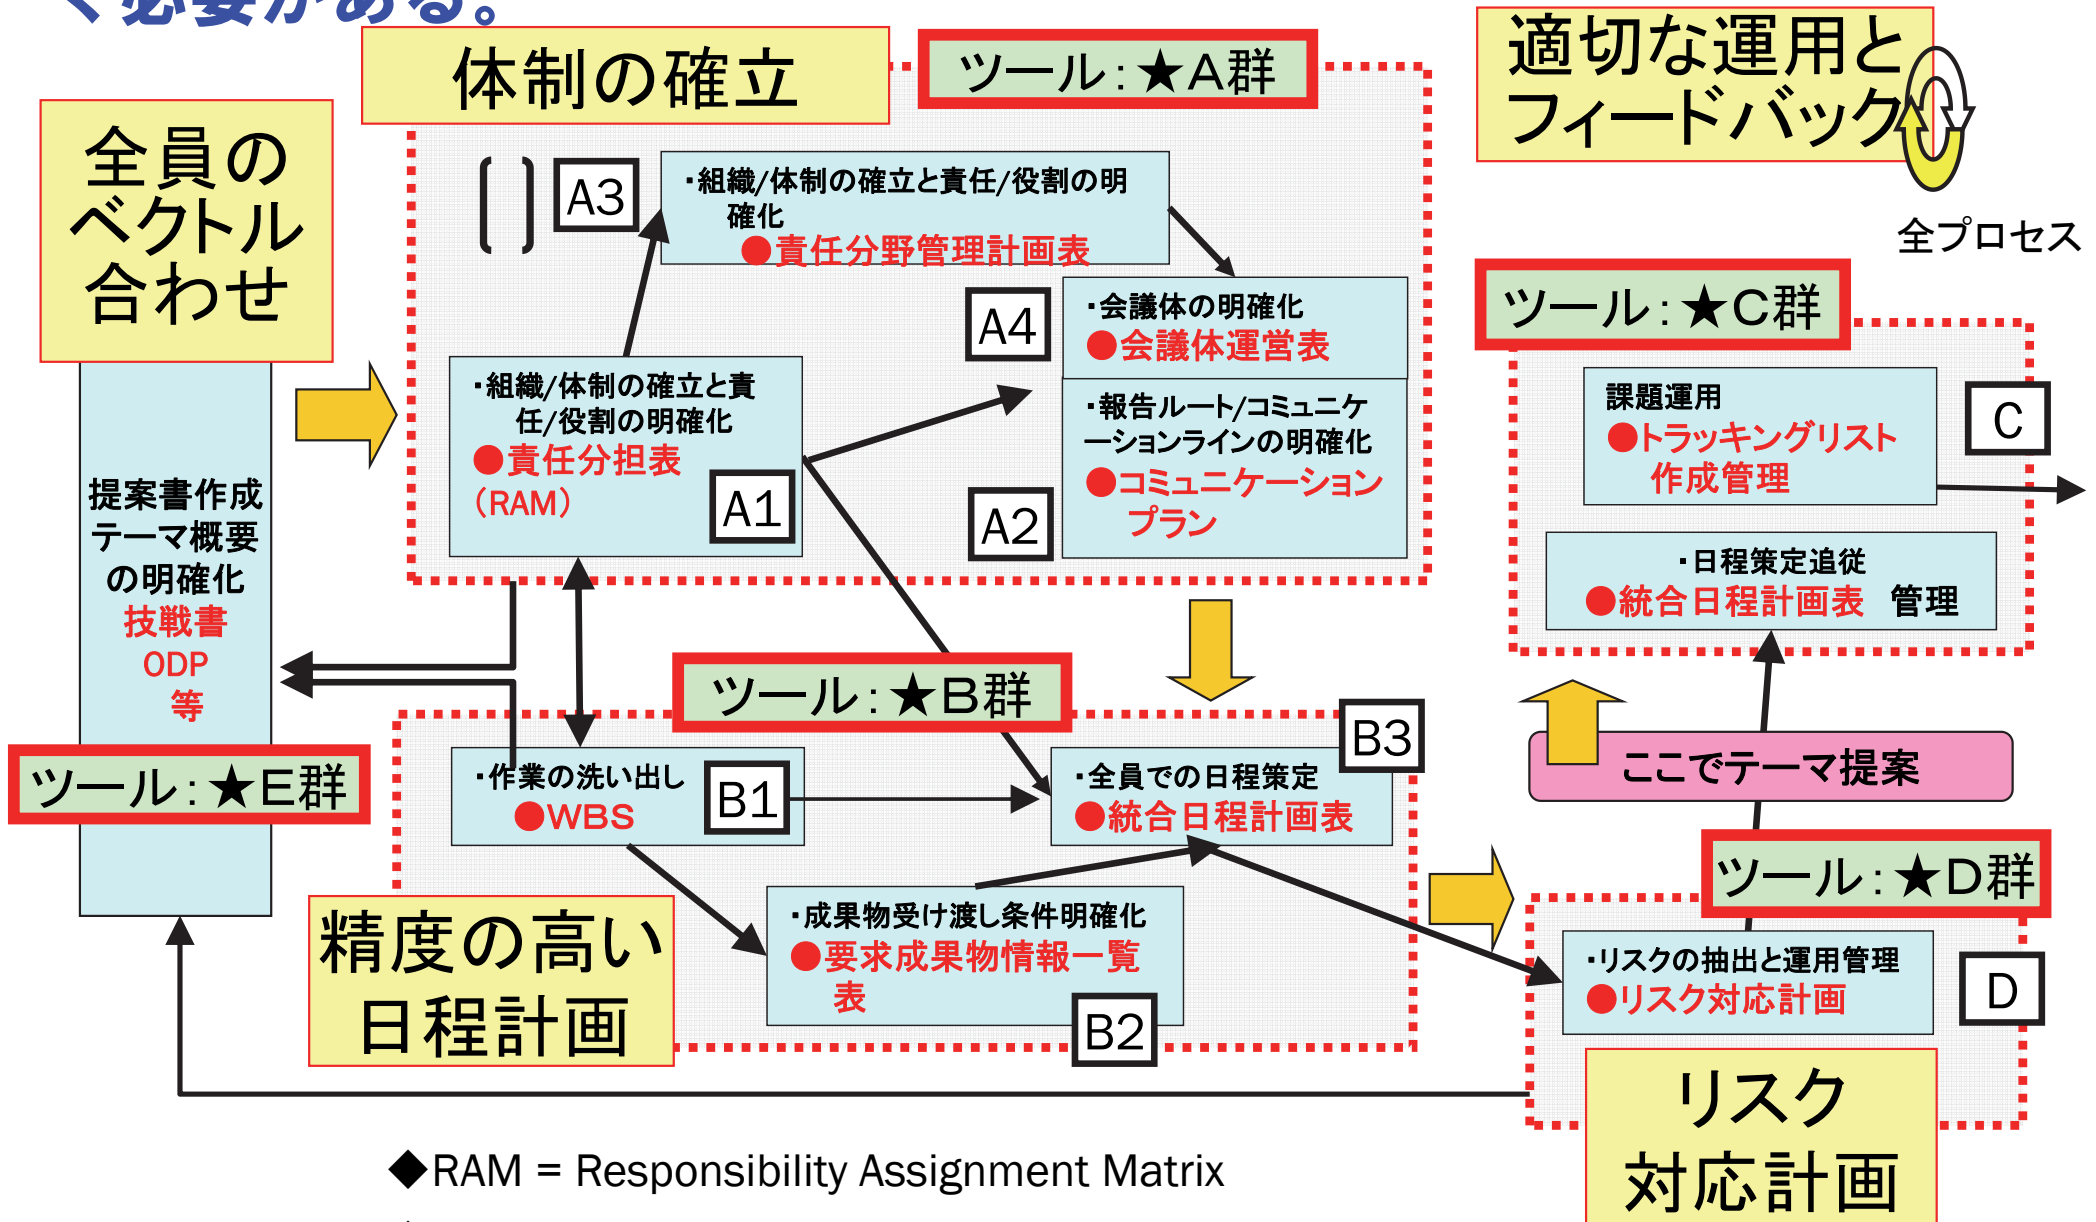 く必要がある。
体制の確立
ツール：★A群
適切な運用と
フィードバック
全プロセス
全員の
ベクトル
合わせ
提案書作成
テーマ概要
の明確化
技戦書
ODP
等
ツール：★E群
A3
・組織/体制の確立と責任/役割の明
確化
●責任分野管理計画表
A4
・会議体の明確化
●会議体運営表
・組織/体制の確立と責
任/役割の明確化
●責任分担表
（RAM）
A1
・報告ルート/コミュニケ
ーションラインの明確化
●コミュニケーション
プラン
A2
ツール：★C群
課題運用
●トラッキングリスト
作成管理
C
・日程策定追従
●統合日程計画表　管理
ツール：★B群
B3
・作業の洗い出し
●WBS
B1
・全員での日程策定
●統合日程計画表
ここでテーマ提案
・成果物受け渡し条件明確化
●要求成果物情報一覧
表
B2
精度の高い
日程計画
ツール：★D群
・リスクの抽出と運用管理
●リスク対応計画
D
リスク
対応計画
◆RAM = Responsibility Assignment Matrix